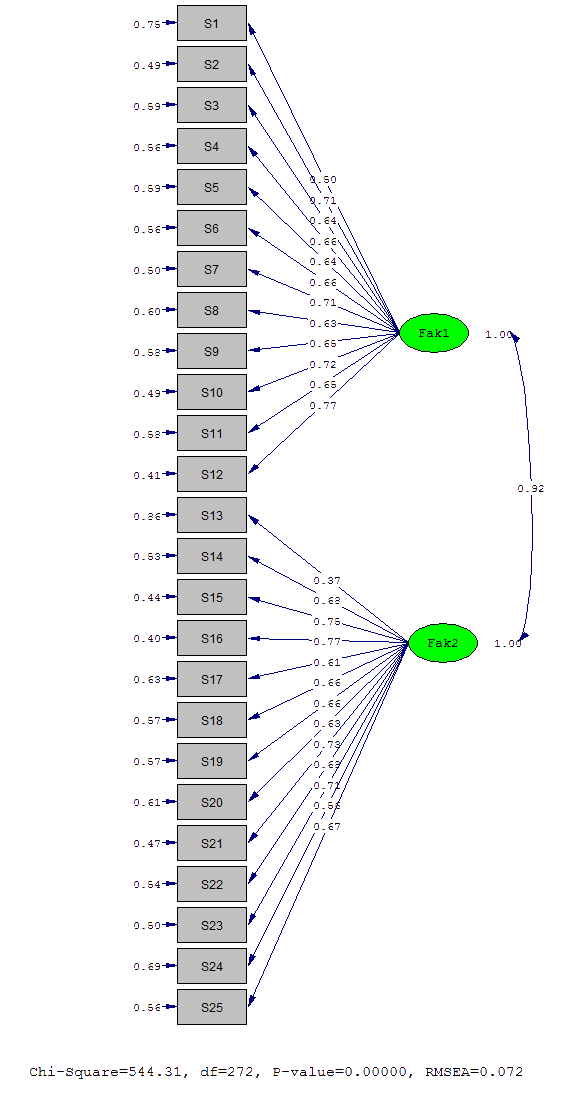 0.75 S1
0.49 S2
0.59 S3
0.56 S4
0.59 S5
0.56 S6
0.50 S7
0.60 S8
0.58 S9
0.49 S10
0.58 S11
0.41 S12
0.86 S13
0.53 S14
0.44 S15
0.40 S16
0.63 S17
0.57 S18
0.57 S19
0.61 S20
0.47 S21
0.54 S22
0.50 S23
0.69 S24
0.56 S25
0.50
0.71
0.64
0.66
0.64
0.66
0.71
0.63
0.65
0.72
0.65
0.77
Fak1 1.00
0.92
0.37
0.68
0.75
0.77
0.61
0.66
0.66
0.63
0.73
0.68
0.71
0.56
0.67
Fak2 1.00
Chi-Square=544.31, df=272, P-value=0.00000, RMSEA=0.072